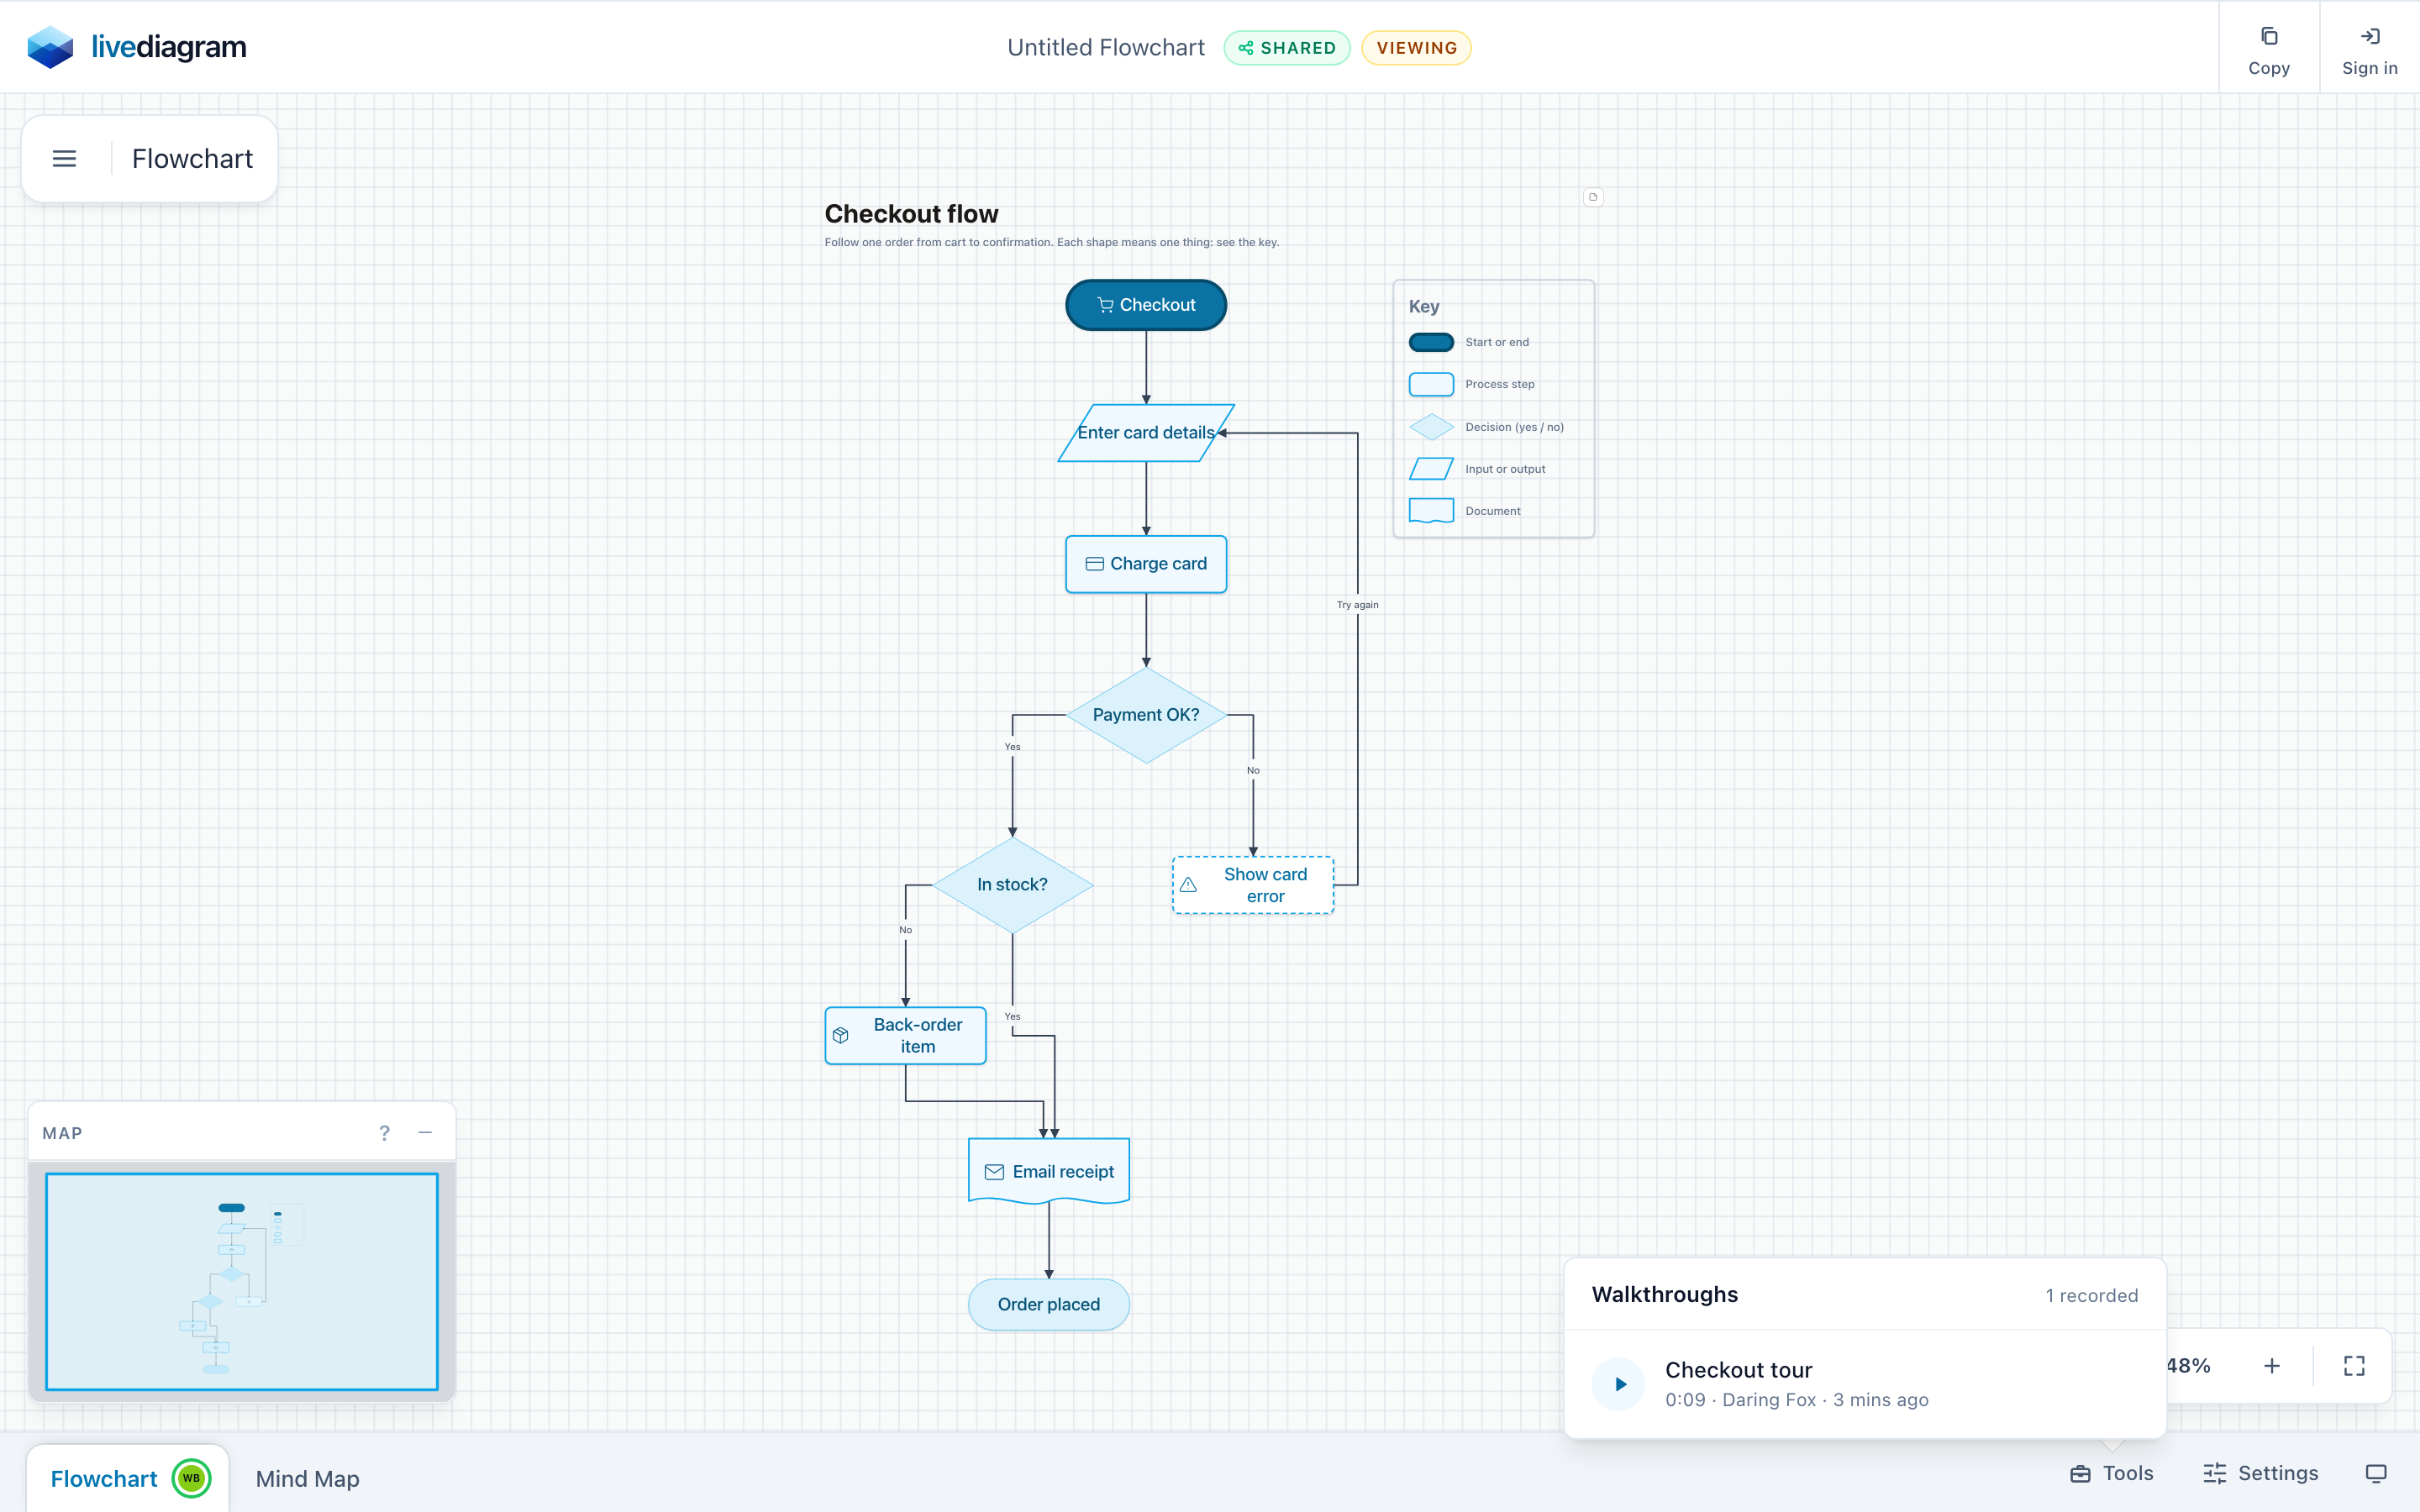 livediagram
Untitled Flowchart
SHARED
VIEWING
Copy
Sign in
Flowchart
Checkout flow
Follow one order from cart to confirmation. Each shape means one thing: see the key.
Checkout
Key
Start or end
Process step
Decision (yes / no)
Input or output
Document
Enter card details
Charge card
Try again
Payment OK?
Yes
No
In stock?
Show card
error
No
Yes
Back-order
item
Email receipt
Order placed
MAP
?
Walkthroughs
1 recorded
Checkout tour
0:09 · Daring Fox · 3 mins ago
48%
Flowchart
WB
Mind Map
Tools
Settings